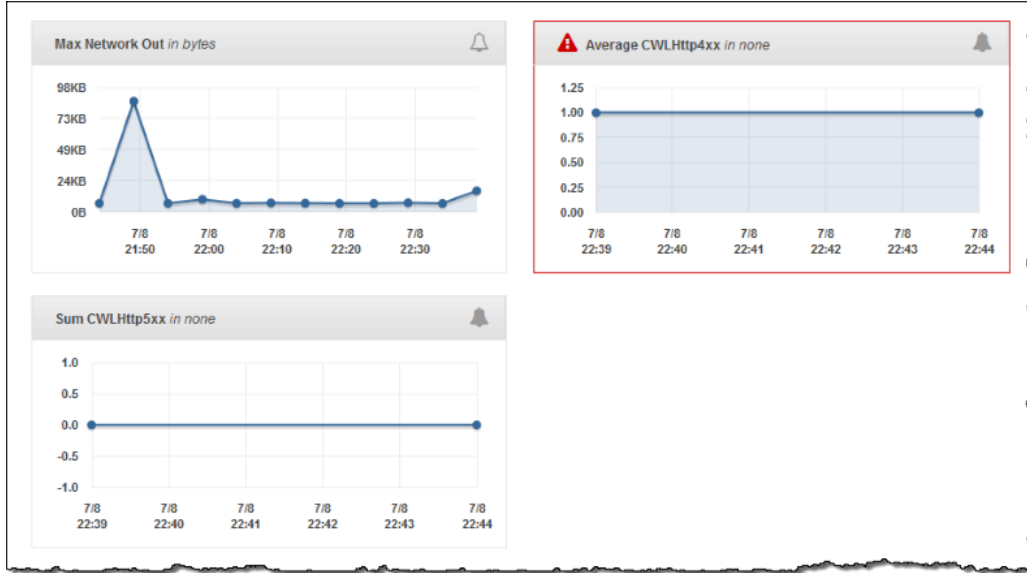 Max Network Out in bytes
98KB
73KB
49KB
24KB
0B
7/8 7/8 7/8 7/8 7/8
21:50 22:00 22:10 22:20 22:30
Average CWLHttp4xx in none
1.25
1.00
0.75
0.50
0.25
0.00
7/8 7/8 7/8 7/8 7/8 7/8
22:39 22:40 22:41 22:42 22:43 22:44
Sum CWLHttp5xx in none
1.0
0.5
0.0
-0.5
-1.0
7/8 7/8 7/8 7/8 7/8 7/8
22:39 22:40 22:41 22:42 22:43 22:44